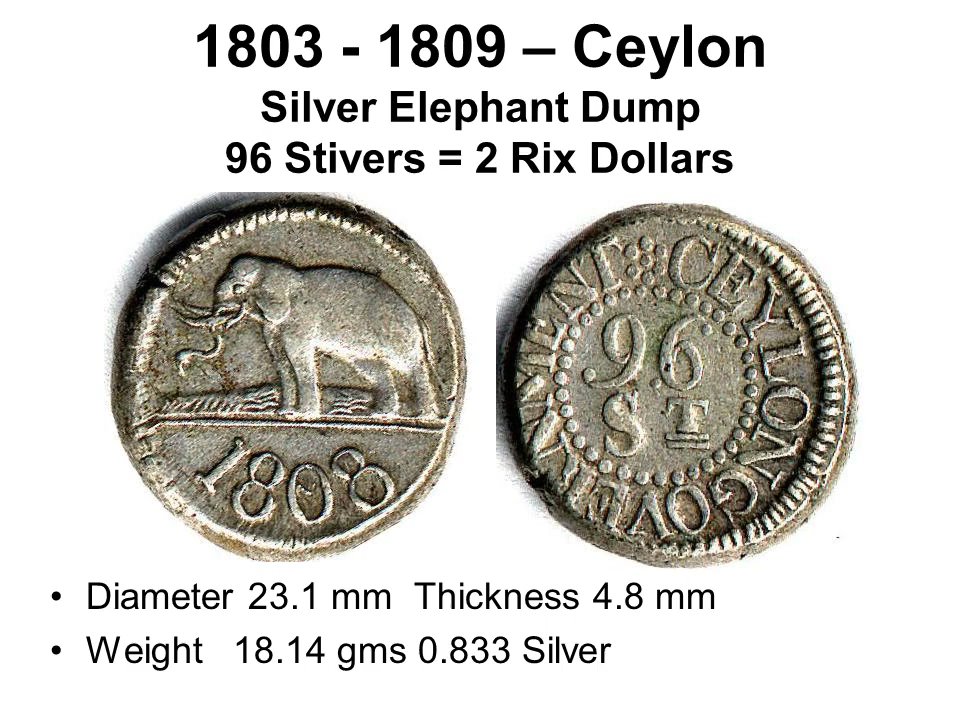 1803 - 1809 – Ceylon
Silver Elephant Dump
96 Stivers = 2 Rix Dollars
1808
CEYLON GOVERNMENT
96
ST
• Diameter 23.1 mm Thickness 4.8 mm
• Weight 18.14 gms 0.833 Silver